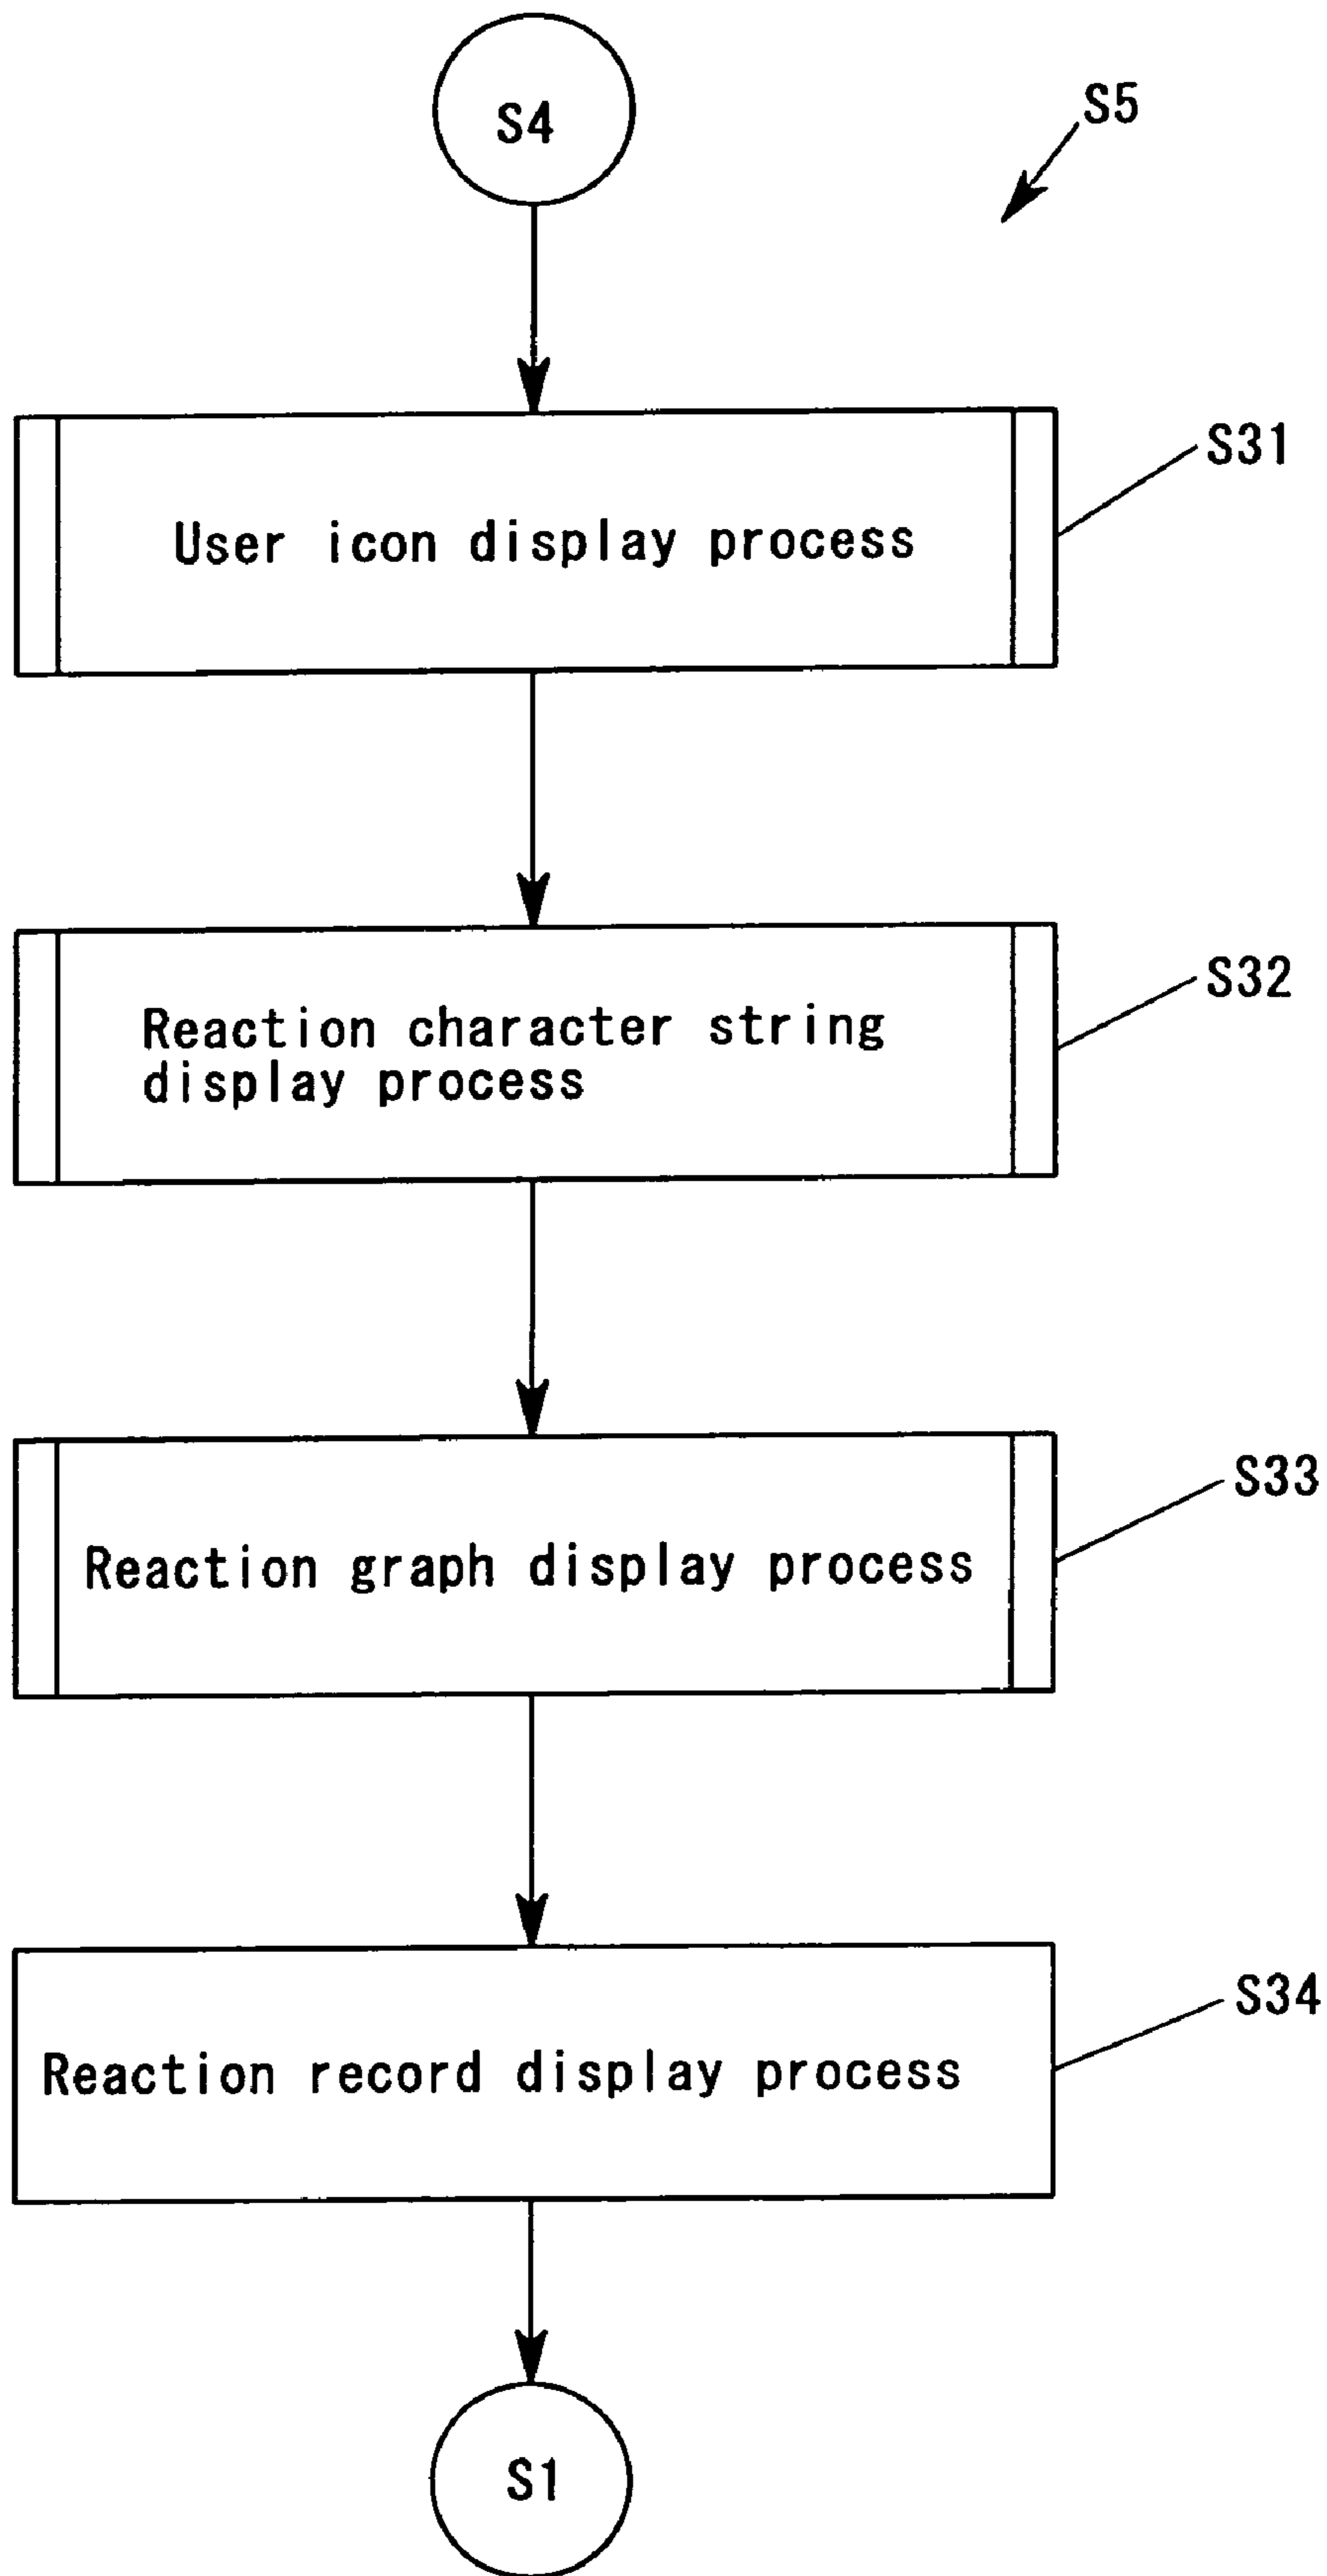 S4
S5
User icon display process
S31
Reaction character string
display process
S32
Reaction graph display process
S33
Reaction record display process
S34
S1